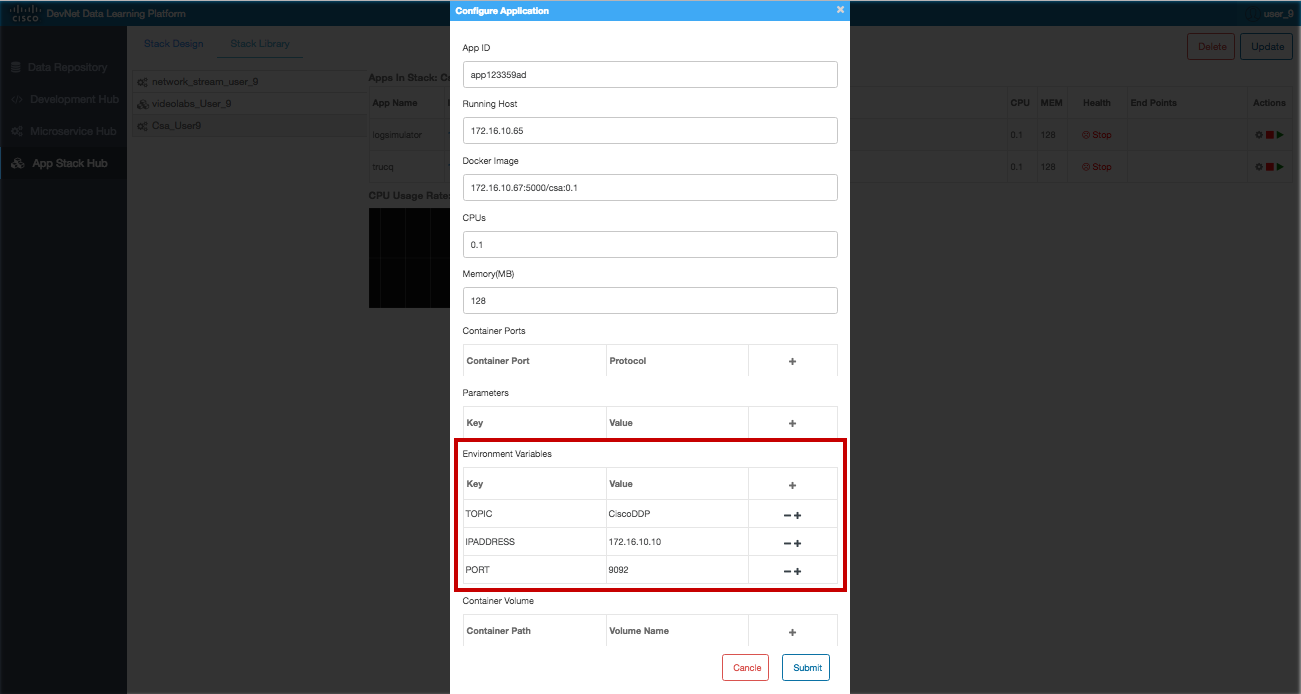 CISCO DevNet Data Learning Platform
user_9
Configure Application
Stack Design Stack Library
Delete Update
Data Repository
Development Hub
Microservice Hub
App Stack Hub
network_stream_user_9
videolabs_User_9
Csa_User9
Apps In Stack:
App Name CPU MEM Health End Points Actions
logsimulator 0.1 128 Stop
trucq 0.1 128 Stop
CPU Usage Rate
App ID
app123359ad
Running Host
172.16.10.65
Docker Image
172.16.10.67:5000/csa:0.1
CPUs
0.1
Memory(MB)
128
Container Ports
Container Port Protocol +
Parameters
Key Value +
Environment Variables
Key Value +
TOPIC CiscoDDP −+
IPADDRESS 172.16.10.10 −+
PORT 9092 −+
Container Volume
Container Path Volume Name +
Cancle Submit